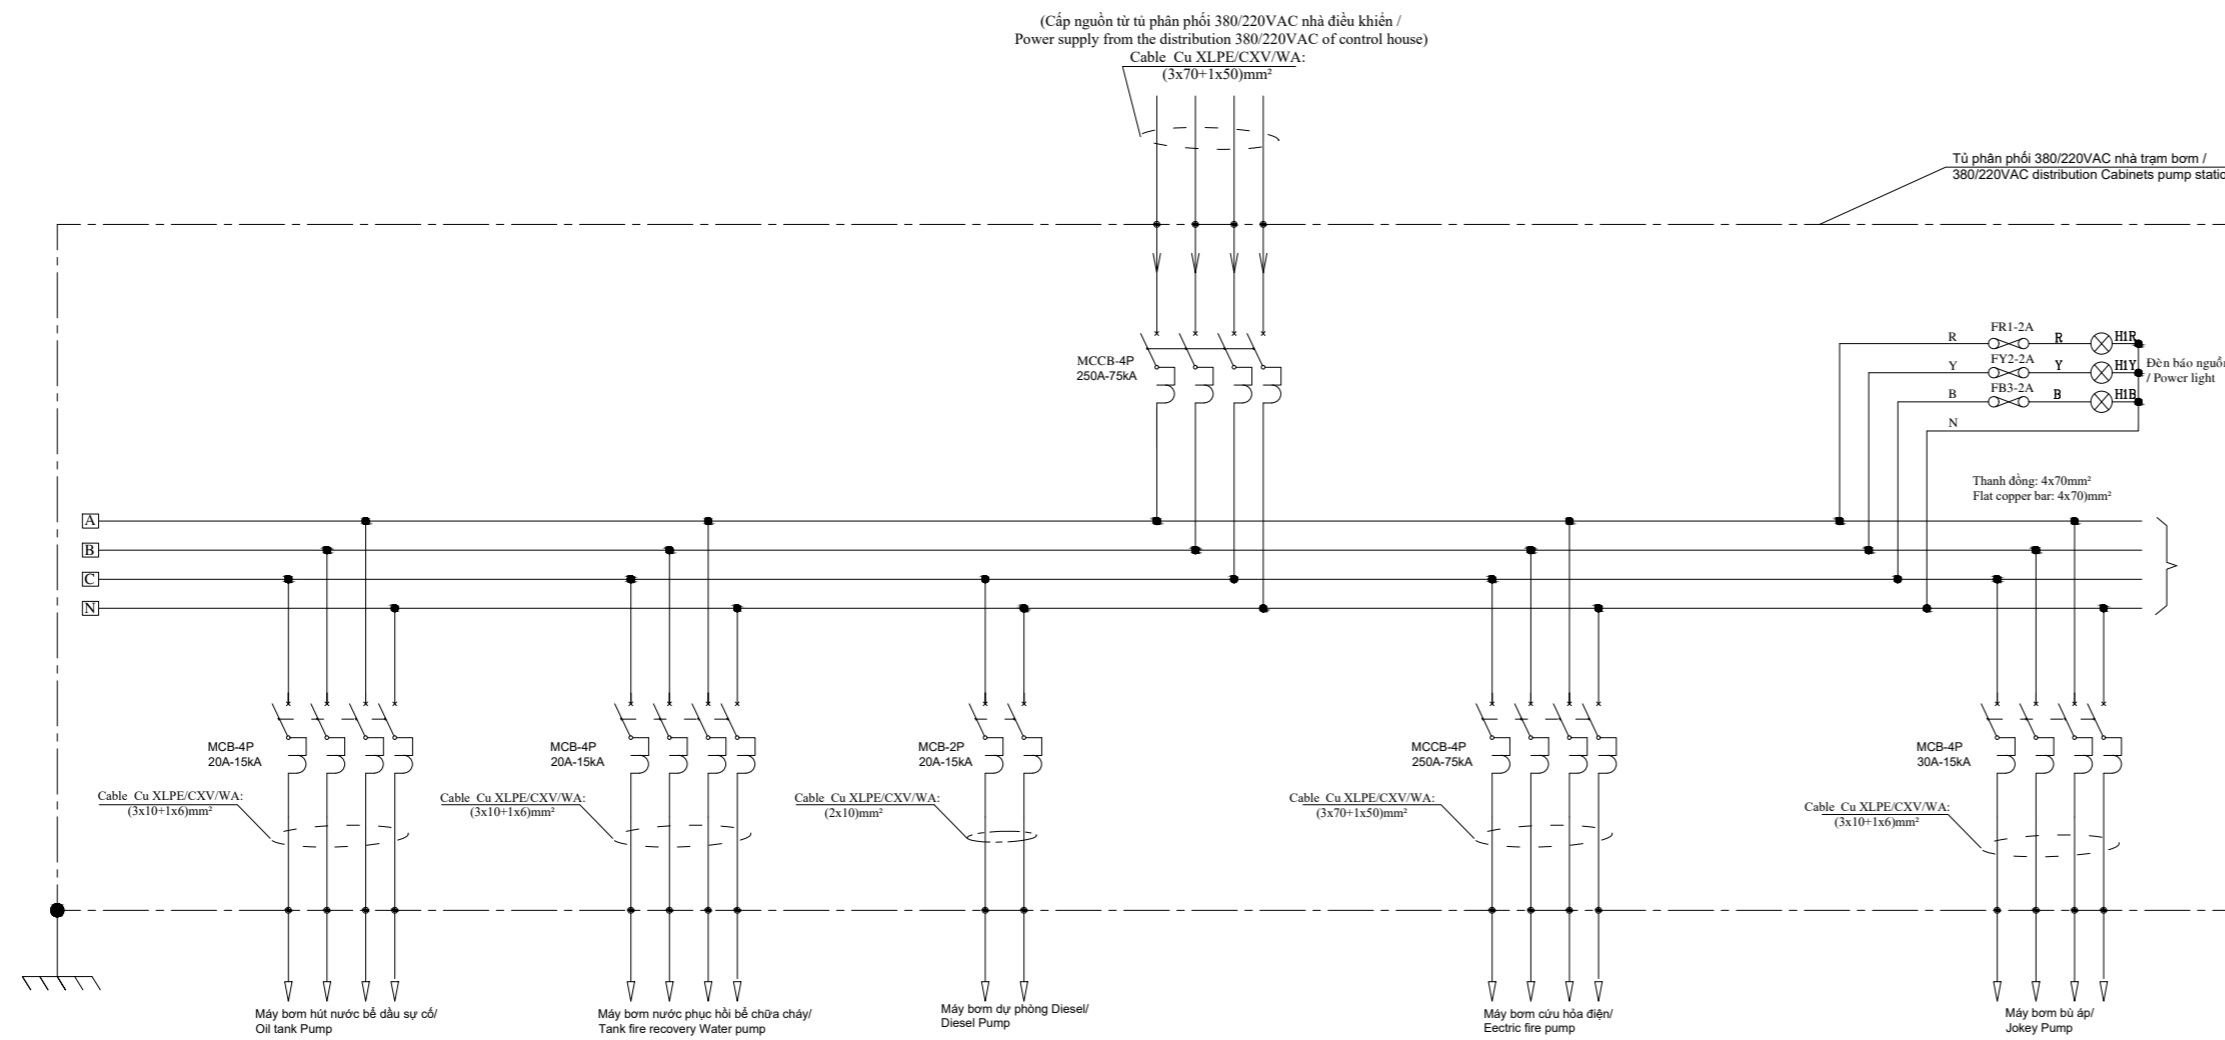 (Cấp nguồn từ tủ phân phối 380/220VAC nhà điều khiển /
Power supply from the distribution 380/220VAC of control house)
Cable Cu XLPE/CXV/WA:
(3x70+1x50)mm²
Tủ phân phối 380/220VAC nhà trạm bơm /
380/220VAC distribution Cabinets pump static
MCCB-4P
250A-75kA
R FR1-2A R H1R
Y FY2-2A Y H1Y
B FB3-2A B H1B
N
Đèn báo nguồn
/ Power light
Thanh đồng: 4x70mm²
Flat copper bar: 4x70)mm²
A
B
C
N
MCB-4P
20A-15kA
MCB-4P
20A-15kA
MCB-2P
20A-15kA
MCCB-4P
250A-75kA
MCB-4P
30A-15kA
Cable Cu XLPE/CXV/WA:
(3x10+1x6)mm²
Cable Cu XLPE/CXV/WA:
(3x10+1x6)mm²
Cable Cu XLPE/CXV/WA:
(2x10)mm²
Cable Cu XLPE/CXV/WA:
(3x70+1x50)mm²
Cable Cu XLPE/CXV/WA:
(3x10+1x6)mm²
Máy bơm hút nước bể dầu sự cố/
Oil tank Pump
Máy bơm nước phục hồi bể chữa cháy/
Tank fire recovery Water pump
Máy bơm dự phòng Diesel/
Diesel Pump
Máy bơm cứu hỏa điện/
Eectric fire pump
Máy bơm bù áp/
Jokey Pump